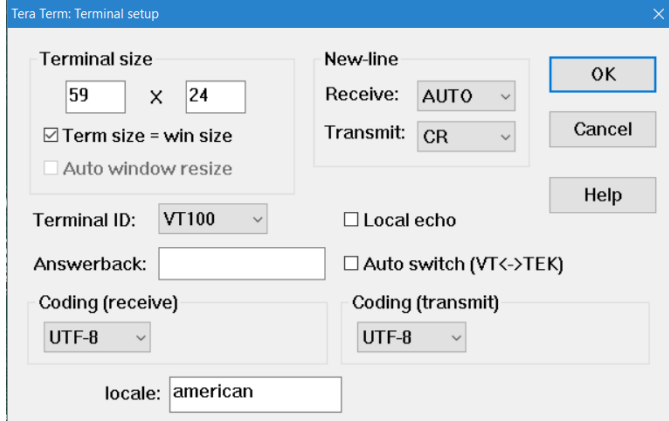 Tera Term: Terminal setup
Terminal size
59 X 24
Term size = win size
Auto window resize
New-line
Receive: AUTO
Transmit: CR
OK
Cancel
Help
Terminal ID: VT100
Local echo
Answerback:
Auto switch (VT<->TEK)
Coding (receive)
UTF-8
Coding (transmit)
UTF-8
locale: american